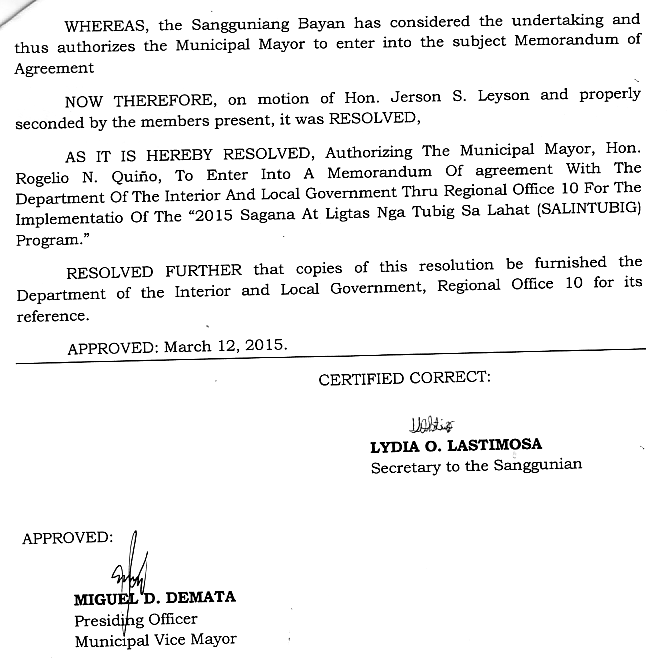 WHEREAS, the Sangguniang Bayan has considered the undertaking and
thus authorizes the Municipal Mayor to enter into the subject Memorandum of
Agreement
NOW THEREFORE, on motion of Hon. Jerson S. Leyson and properly
seconded by the members present, it was RESOLVED,
AS IT IS HEREBY RESOLVED, Authorizing The Municipal Mayor, Hon.
Rogelio N. Quiño, To Enter Into A Memorandum Of agreement With The
Department Of The Interior And Local Government Thru Regional Office 10 For The
Implementatio Of The “2015 Sagana At Ligtas Nga Tubig Sa Lahat (SALINTUBIG)
Program.”
RESOLVED FURTHER that copies of this resolution be furnished the
Department of the Interior and Local Government, Regional Office 10 for its
reference.
APPROVED: March 12, 2015.
CERTIFIED CORRECT:
LYDIA O. LASTIMOSA
Secretary to the Sanggunian
APPROVED:
MIGUEL D. DEMATA
Presiding Officer
Municipal Vice Mayor